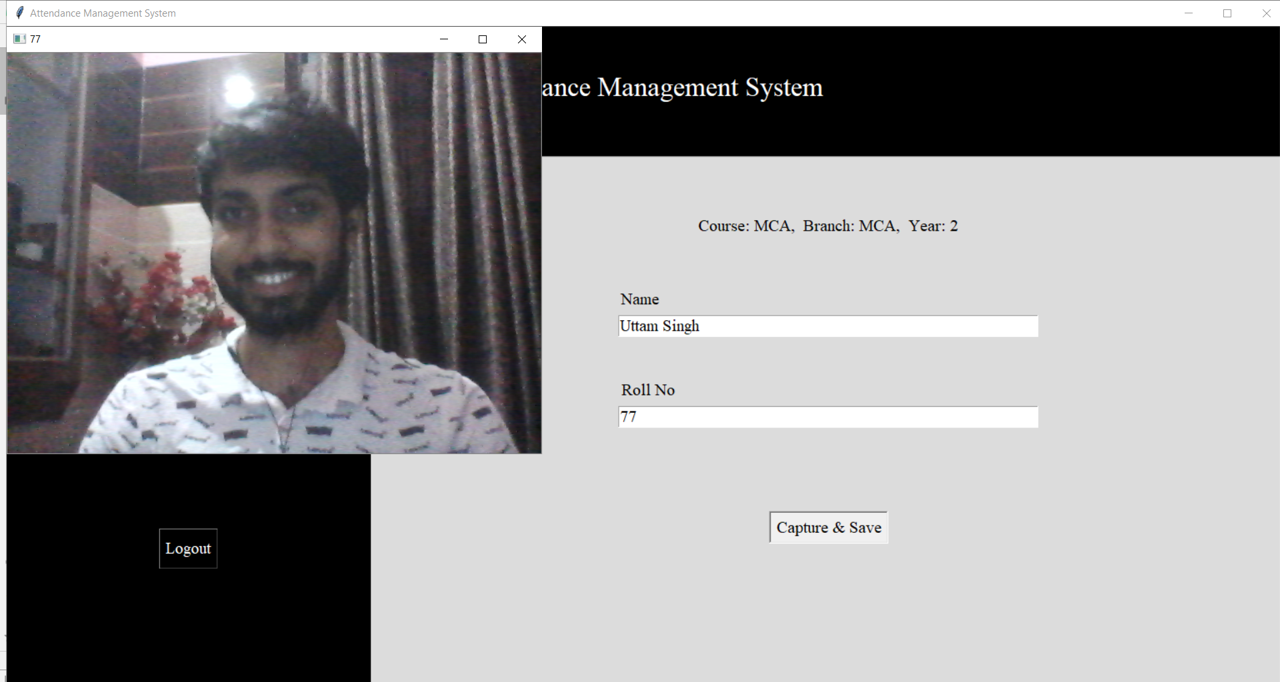 Attendance Management System
77
ance Management System
Course: MCA, Branch: MCA, Year: 2
Name
Uttam Singh
Roll No
77
Capture & Save
Logout